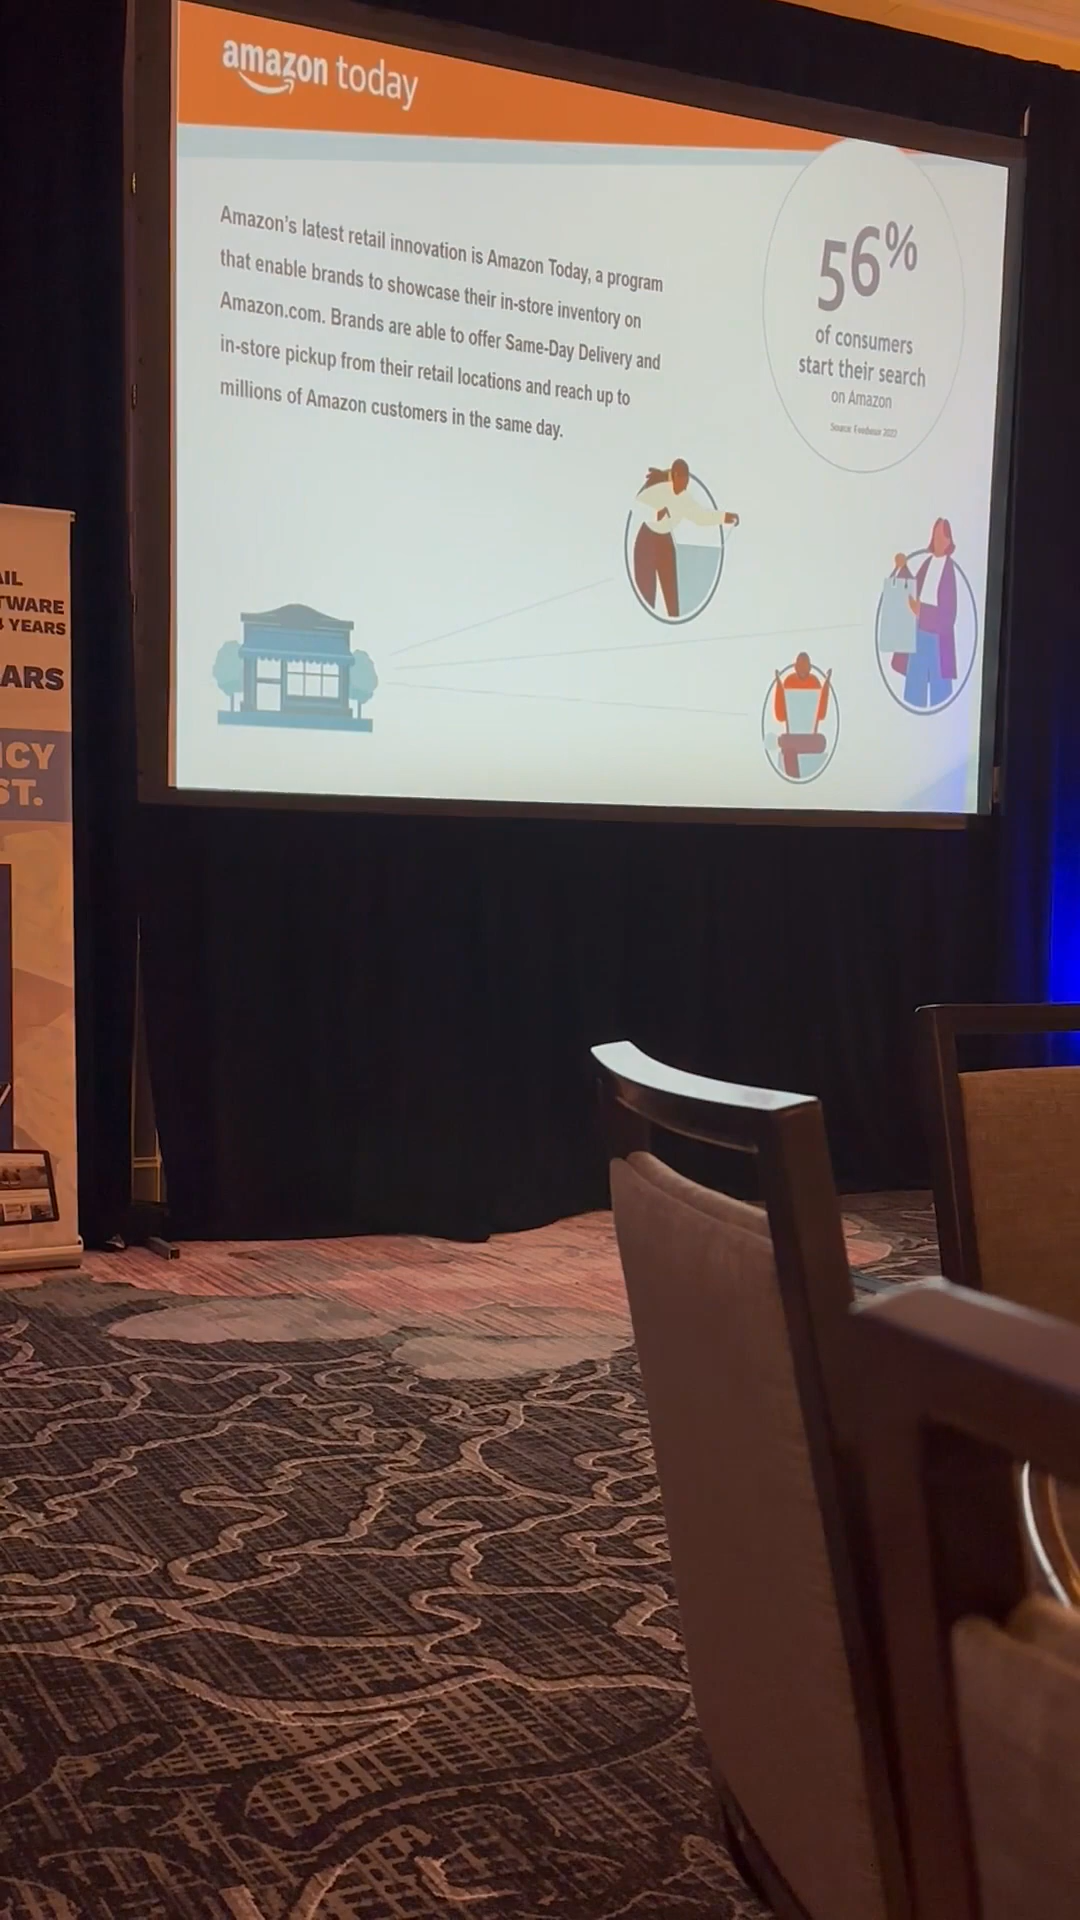 amazon today
Amazon's latest retail innovation is Amazon Today, a program
that enable brands to showcase their in-store inventory on
Amazon.com. Brands are able to offer Same-Day Delivery and
in-store pickup from their retail locations and reach up to
millions of Amazon customers in the same day.
56%
of consumers
start their search
on Amazon
Source:
AIL
TWARE
YEARS
ARS
ICY
ST.